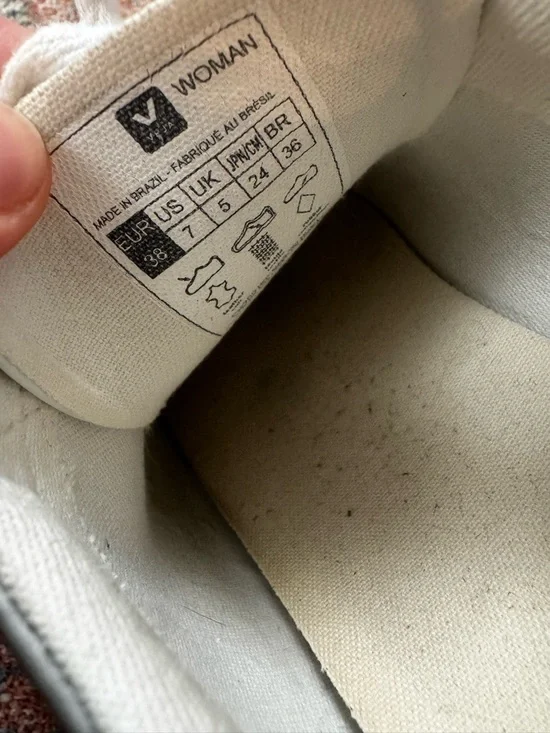 V
WOMAN
MADE IN BRAZIL - FABRIQUÉ AU BRÉSIL
EUR US UK JPN/CM BR
38 7 5 24 36